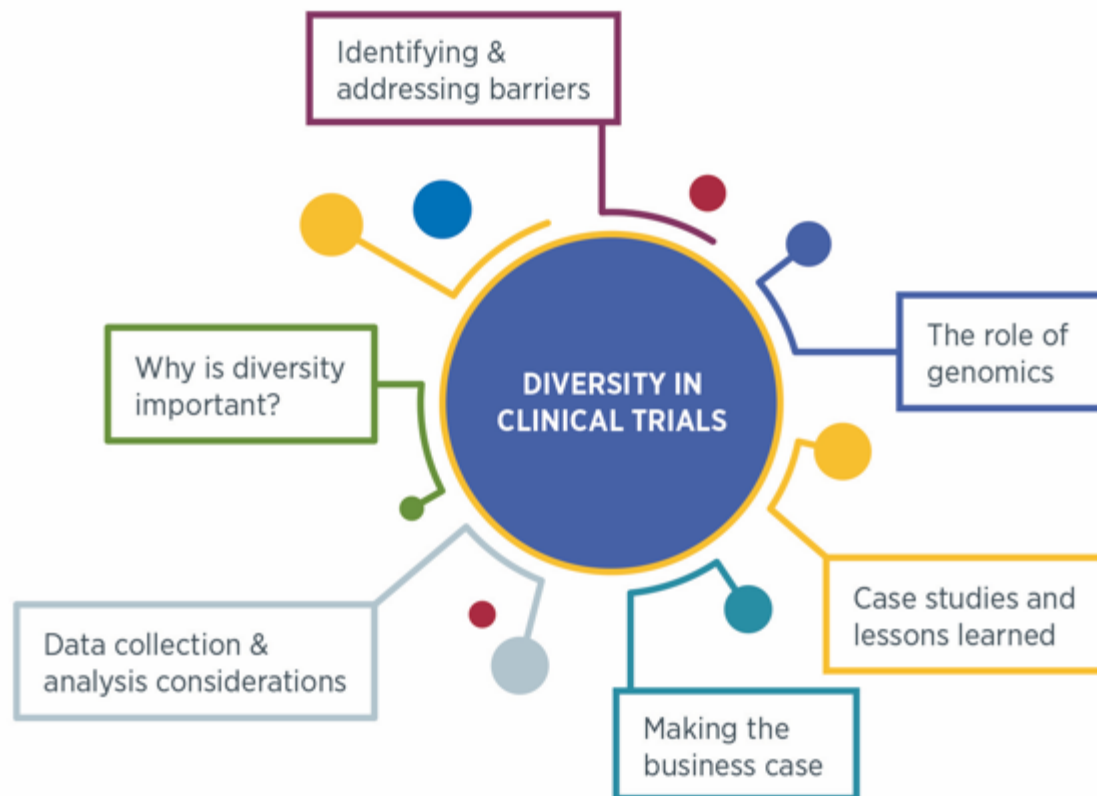 Identifying &
addressing barriers
The role of
genomics
Why is diversity
important?
DIVERSITY IN
CLINICAL TRIALS
Case studies and
lessons learned
Data collection &
analysis considerations
Making the
business case